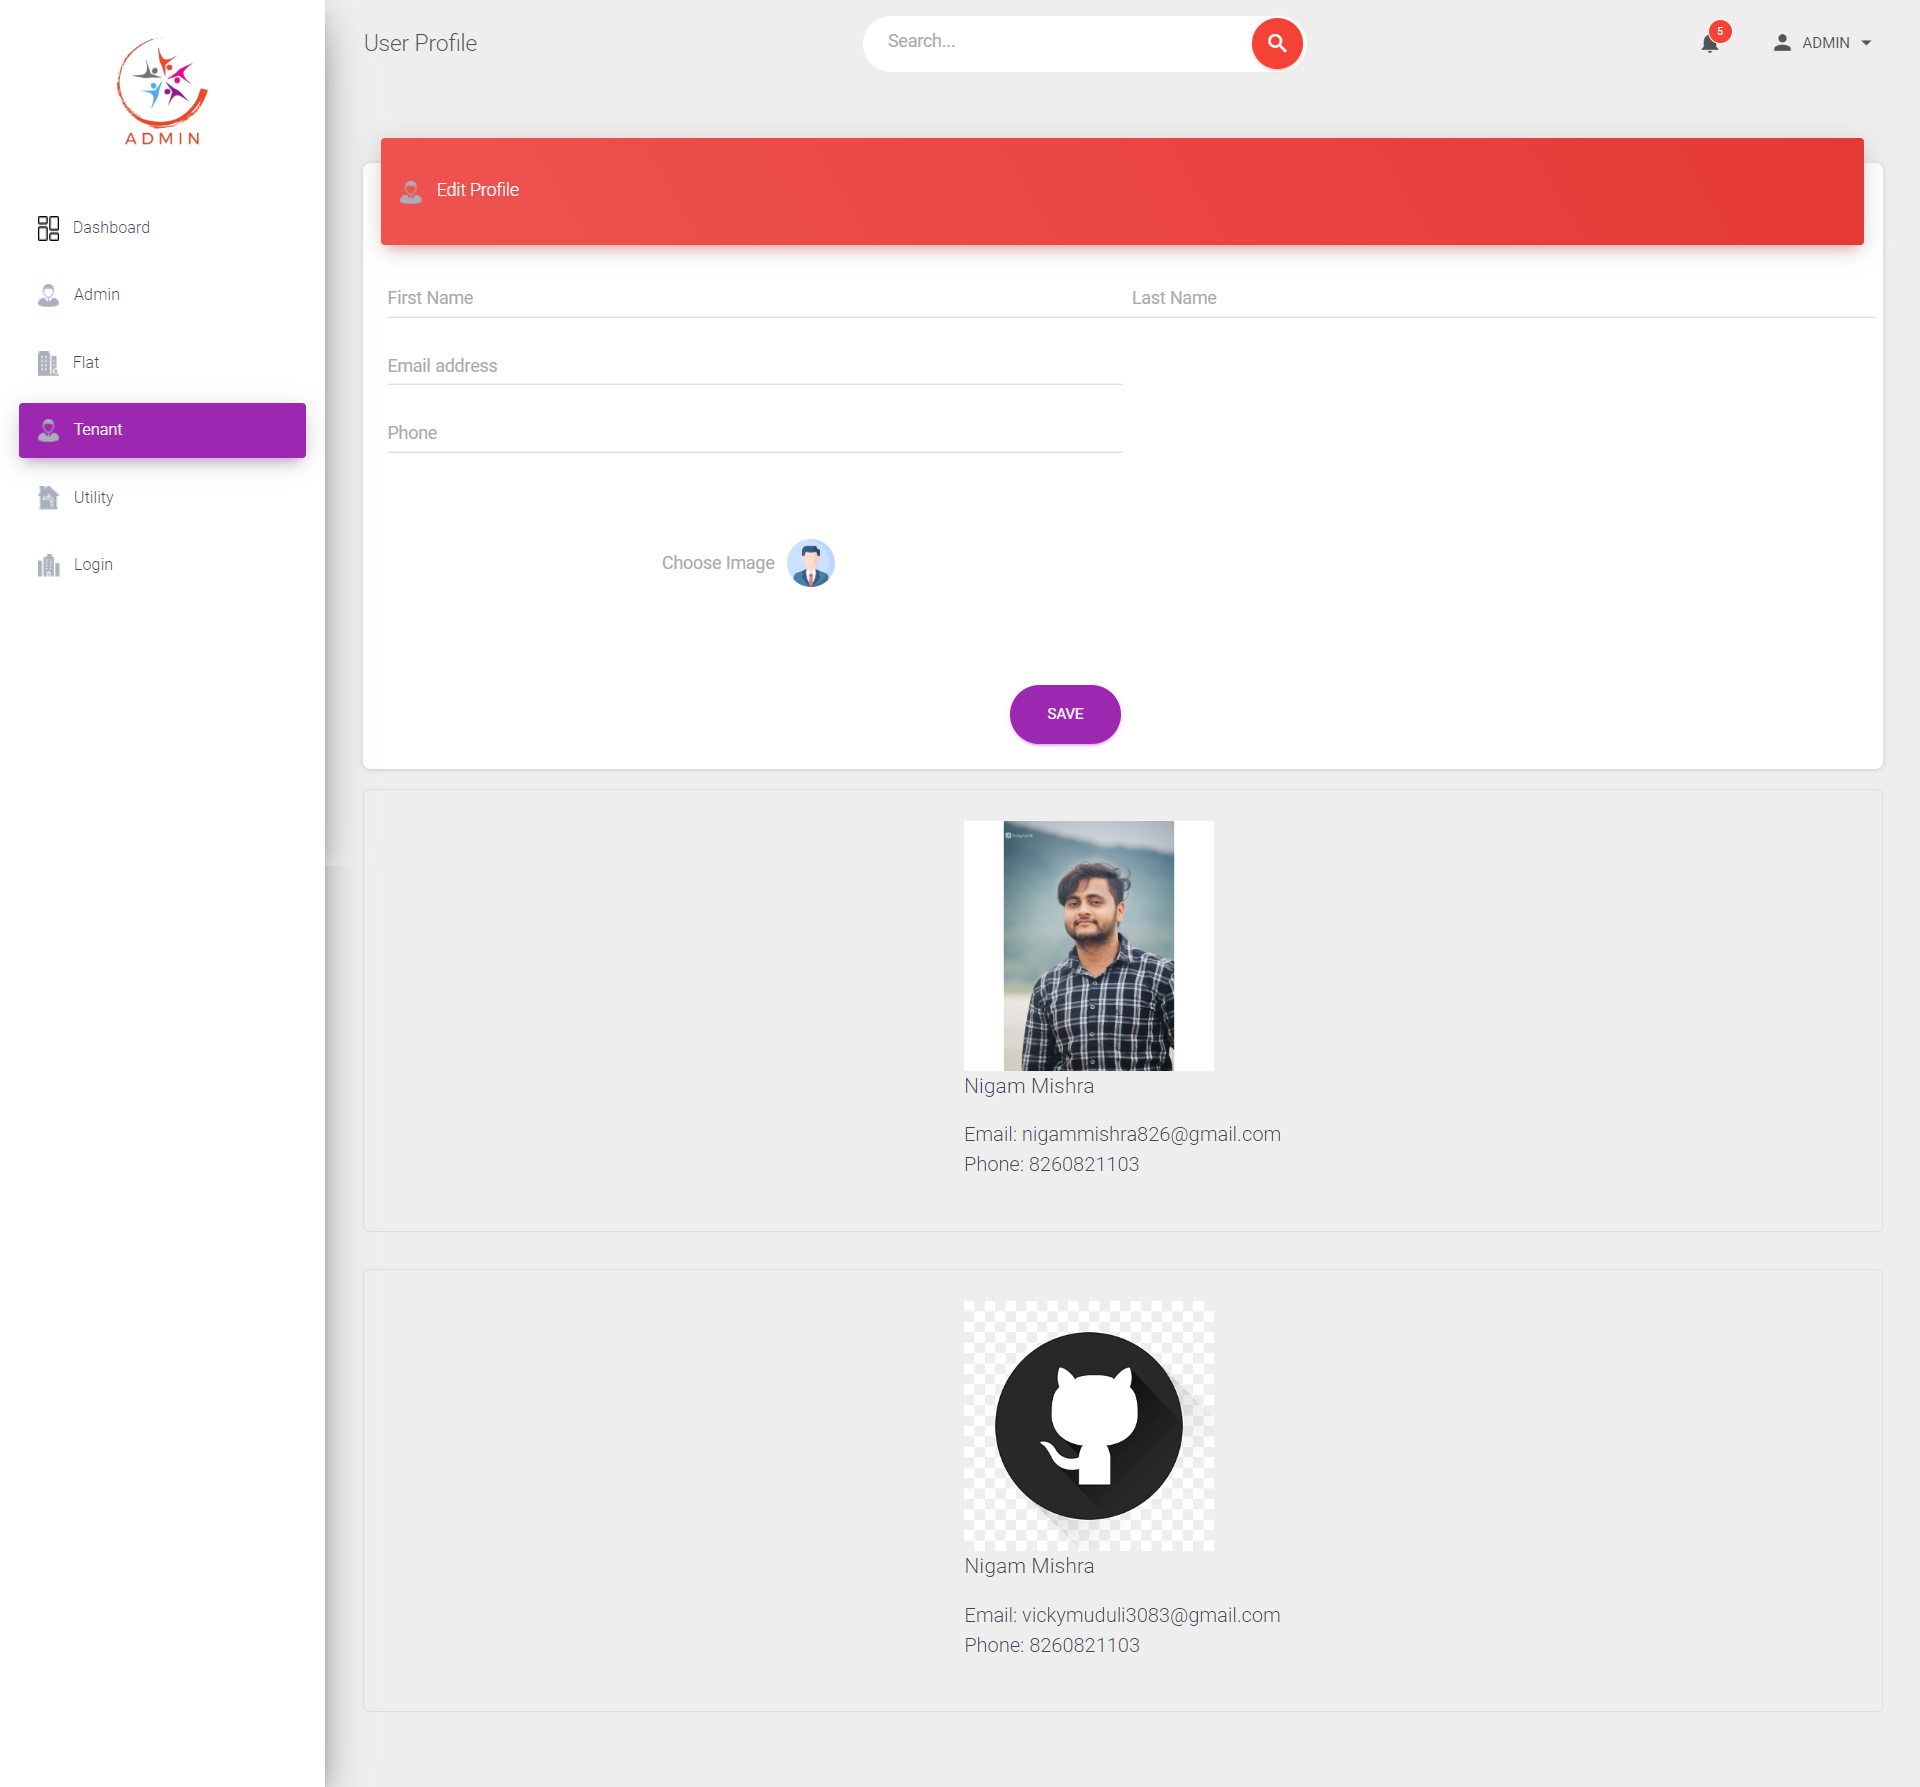 ADMIN
Dashboard
Admin
Flat
Tenant
Utility
Login
User Profile
Search...
5
ADMIN
Edit Profile
First Name
Last Name
Email address
Phone
Choose Image
SAVE
Nigam Mishra
Email: nigammishra826@gmail.com
Phone: 8260821103
Nigam Mishra
Email: vickymuduli3083@gmail.com
Phone: 8260821103